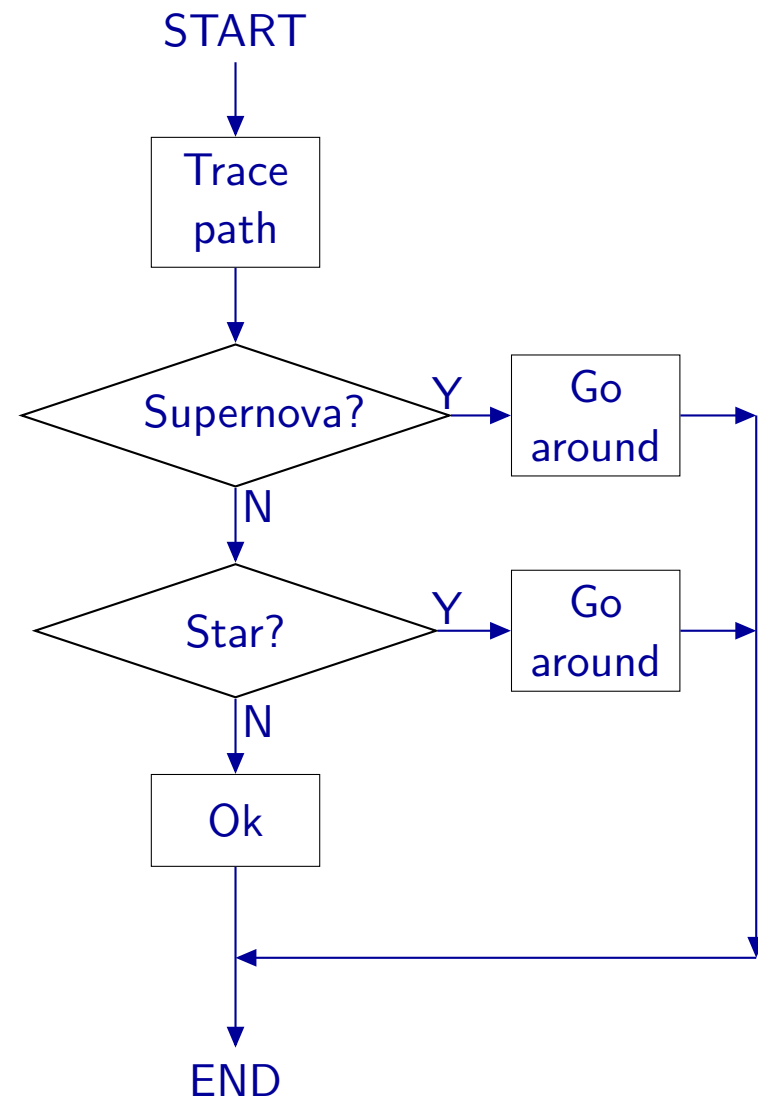 START
Trace
path
Supernova?
Y
Go
around
N
Star?
Y
Go
around
N
Ok
END